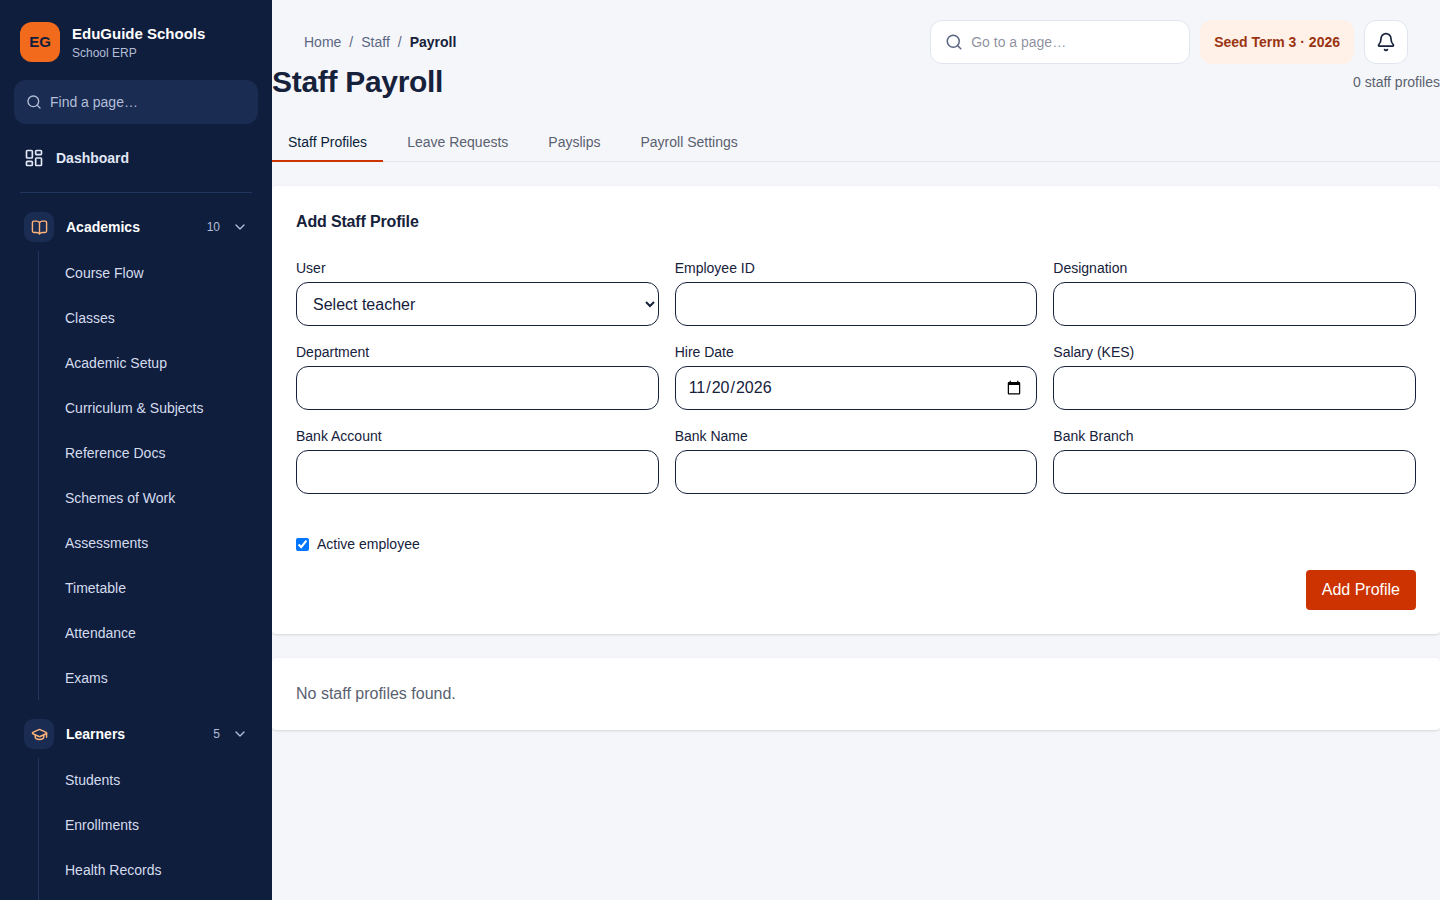 EG
EduGuide Schools
School ERP
Find a page…
Dashboard
Academics 10
Course Flow
Classes
Academic Setup
Curriculum & Subjects
Reference Docs
Schemes of Work
Assessments
Timetable
Attendance
Exams
Learners 5
Students
Enrollments
Health Records
Home / Staff / Payroll
Go to a page…
Seed Term 3 · 2026
Staff Payroll
0 staff profiles
Staff Profiles Leave Requests Payslips Payroll Settings
Add Staff Profile
User Employee ID Designation
Select teacher
Department Hire Date Salary (KES)
11/20/2026
Bank Account Bank Name Bank Branch
Active employee
Add Profile
No staff profiles found.